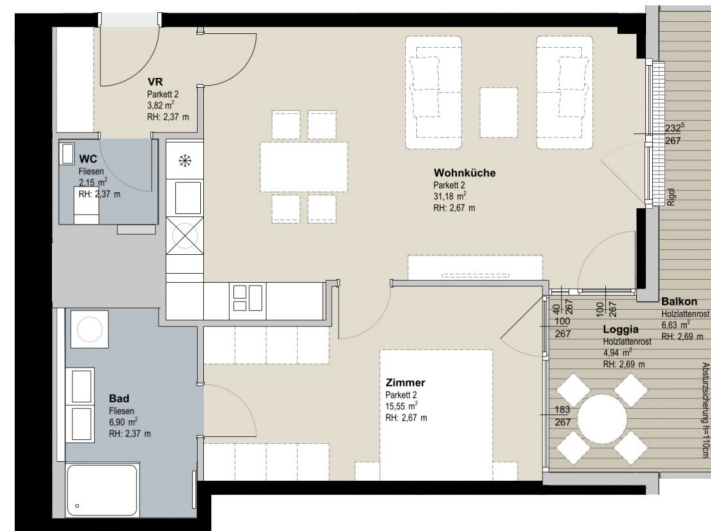 VR
Parkett 2
3,82 m²
RH: 2,37 m
WC
Fliesen
2,15 m²
RH: 2,37 m
Wohnküche
Parkett 2
31,18 m²
RH: 2,67 m
232⁵
267
Rigol
40
267
100
267
100
267
Balkon
Holzlattenrost
6,63 m²
RH: 2,69 m
Loggia
Holzlattenrost
4,94 m²
RH: 2,69 m
Absturzsicherung h=110cm
Zimmer
Parkett 2
15,55 m²
RH: 2,67 m
183
267
Bad
Fliesen
6,90 m²
RH: 2,37 m